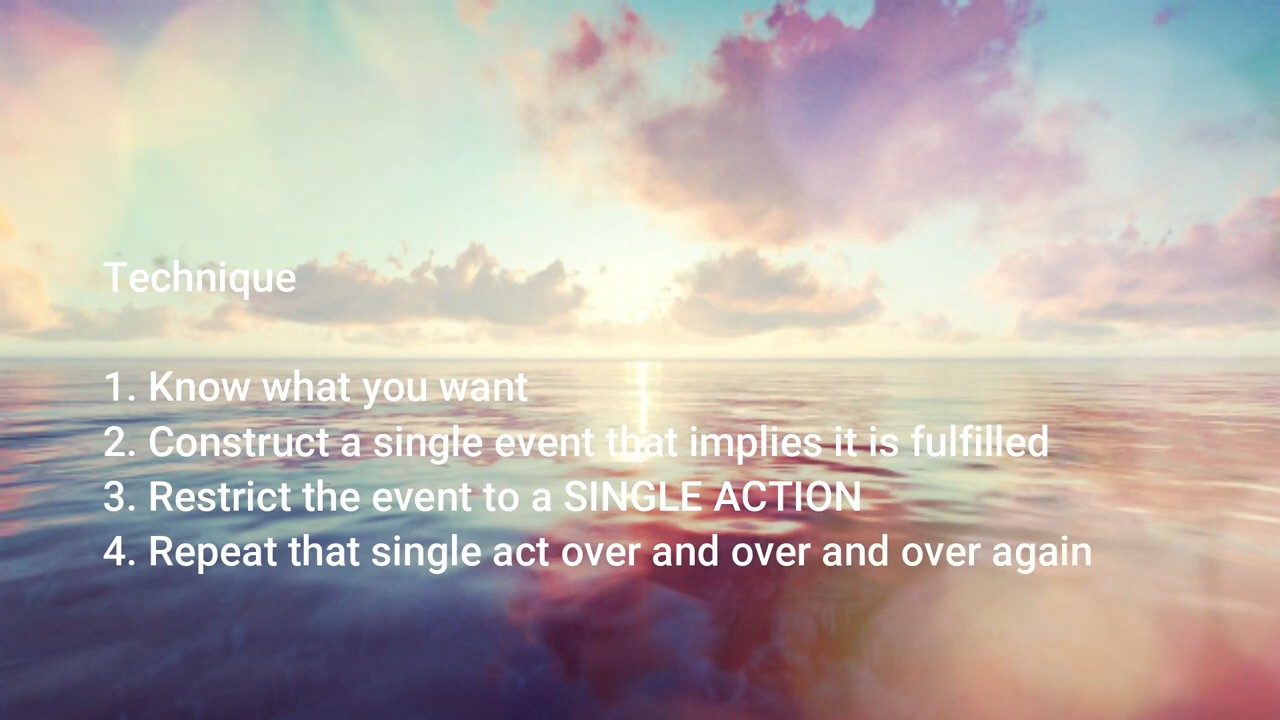 Technique
1. Know what you want
2. Construct a single event that implies it is fulfilled
3. Restrict the event to a SINGLE ACTION
4. Repeat that single act over and over and over again